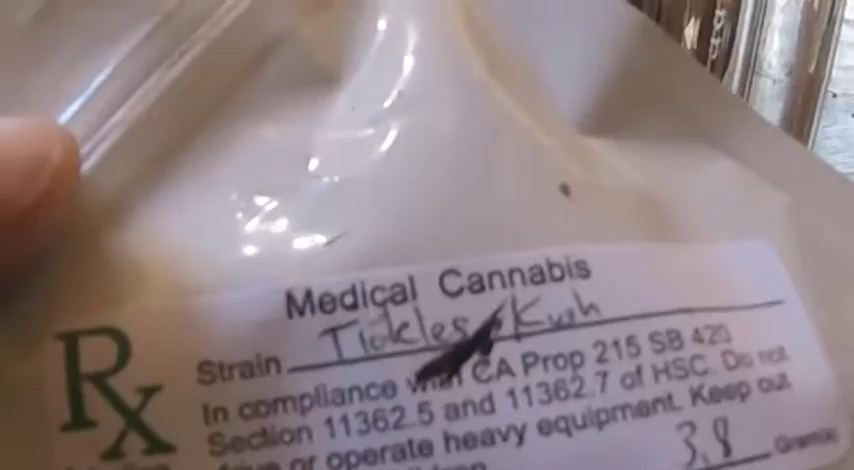 Medical Cannabis
Rx
Strain Tickles Kush
In compliance with CA Prop 215 SB 420
Section 11362.5 and 11362.7 of HSC. Do not
or operate heavy equipment. Keep out
3.8 Grams